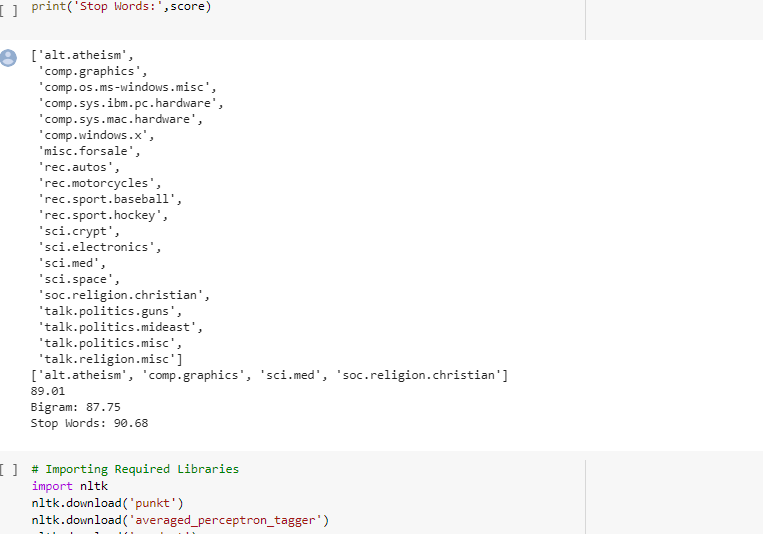 [ ] print('Stop Words:',score)
['alt.atheism',
'comp.graphics',
'comp.os.ms-windows.misc',
'comp.sys.ibm.pc.hardware',
'comp.sys.mac.hardware',
'comp.windows.x',
'misc.forsale',
'rec.autos',
'rec.motorcycles',
'rec.sport.baseball',
'rec.sport.hockey',
'sci.crypt',
'sci.electronics',
'sci.med',
'sci.space',
'soc.religion.christian',
'talk.politics.guns',
'talk.politics.mideast',
'talk.politics.misc',
'talk.religion.misc']
['alt.atheism', 'comp.graphics', 'sci.med', 'soc.religion.christian']
89.01
Bigram: 87.75
Stop Words: 90.68
[ ] # Importing Required Libraries
import nltk
nltk.download('punkt')
nltk.download('averaged_perceptron_tagger')